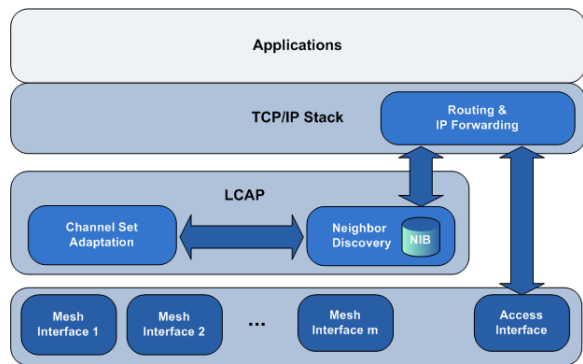 Applications
TCP/IP Stack
Routing &
IP Forwarding
LCAP
Channel Set
Adaptation
Neighbor
Discovery
NIB
Mesh
Interface 1
Mesh
Interface 2
...
Mesh
Interface m
Access
Interface